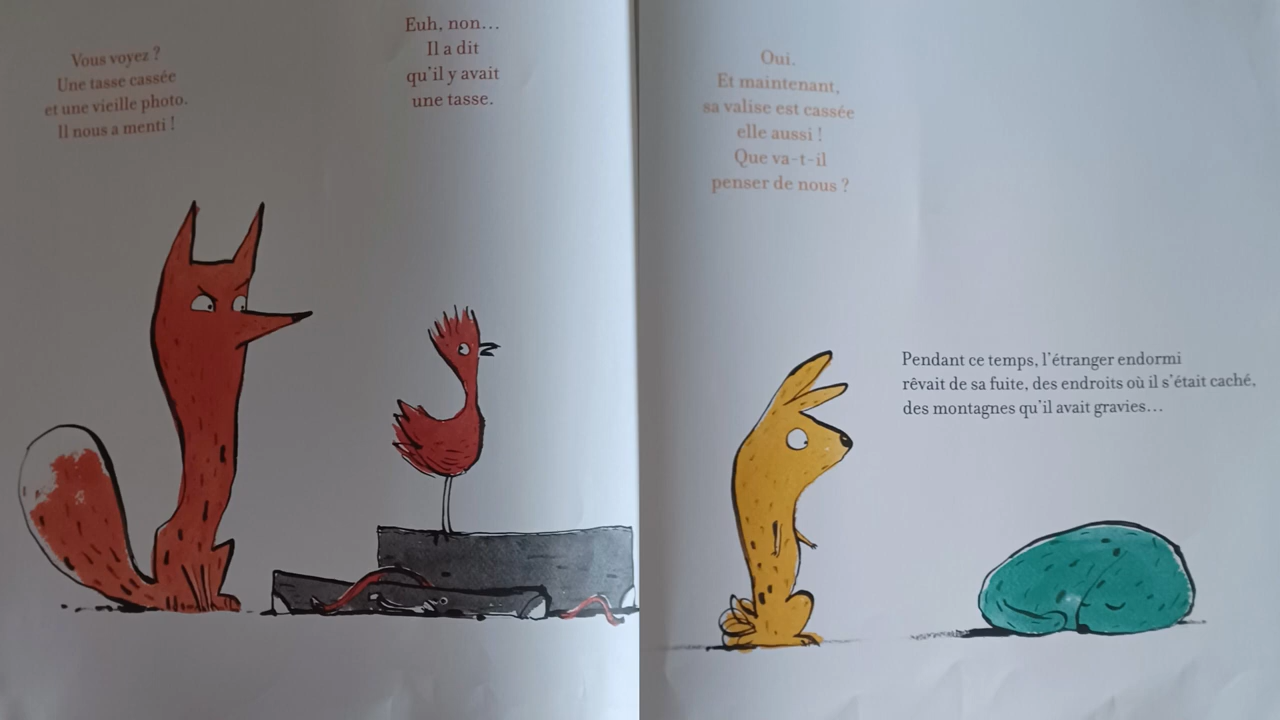 Vous voyez ?
Une tasse cassée
et une vieille photo.
Il nous a menti !
Euh, non...
Il a dit
qu'il y avait
une tasse.
Oui.
Et maintenant,
sa valise est cassée
elle aussi !
Que va-t-il
penser de nous ?
Pendant ce temps, l'étranger endormi
rêvait de sa fuite, des endroits où il s'était caché,
des montagnes qu'il avait gravies...